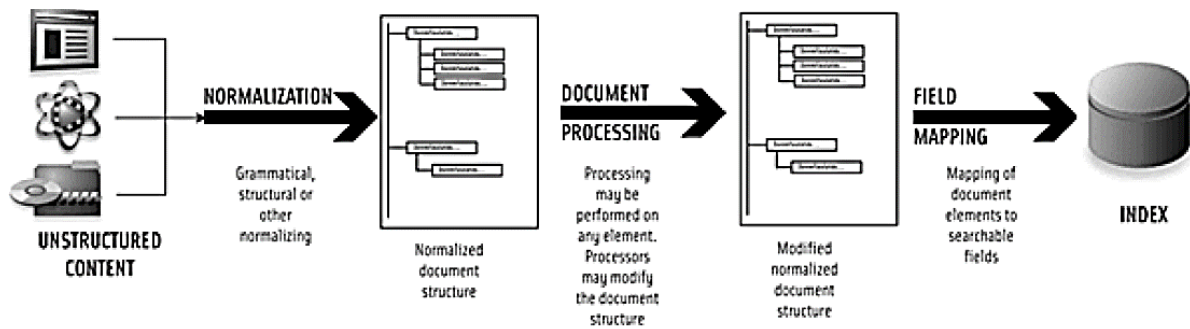 UNSTRUCTURED
CONTENT
NORMALIZATION
Grammatical,
structural or
other
normalizing
Normalized
document
structure
DOCUMENT
PROCESSING
Processing
may be
performed on
any element.
Processors
may modify
the document
structure
Modified
normalized
document
structure
FIELD
MAPPING
Mapping of
document
elements to
searchable
fields
INDEX